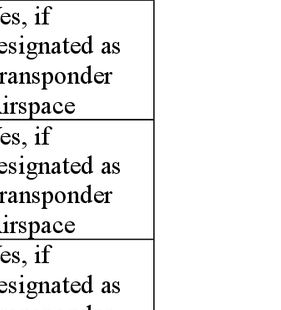 es, if
esignated as
ransponder
irspace
es, if
esignated as
ransponder
irspace
es, if
esignated as